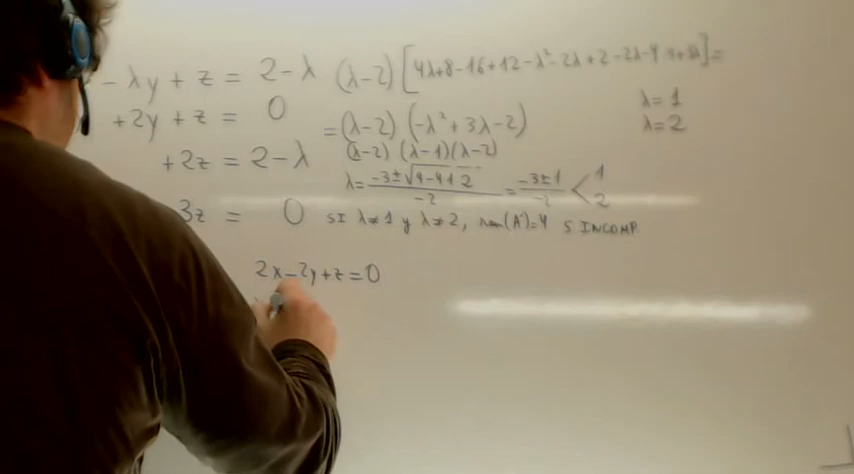 -λy + z = 2-λ (λ-2)[4λ+8-16+12-λ²-2λ+2-2λ-4
+2y + z = 0 =(λ-2)(-λ²+3λ-2) λ=1
λ=2
+2z = 2-λ (λ-2)(λ-1)(λ-2)
λ= -3±√9-4·1·2 / -2 = -3±1 / -2 < 1 2
3z = 0 SI λ≠1 y λ≠2, ran(A*)=4 S INCOMP.
2x-2y+z=0